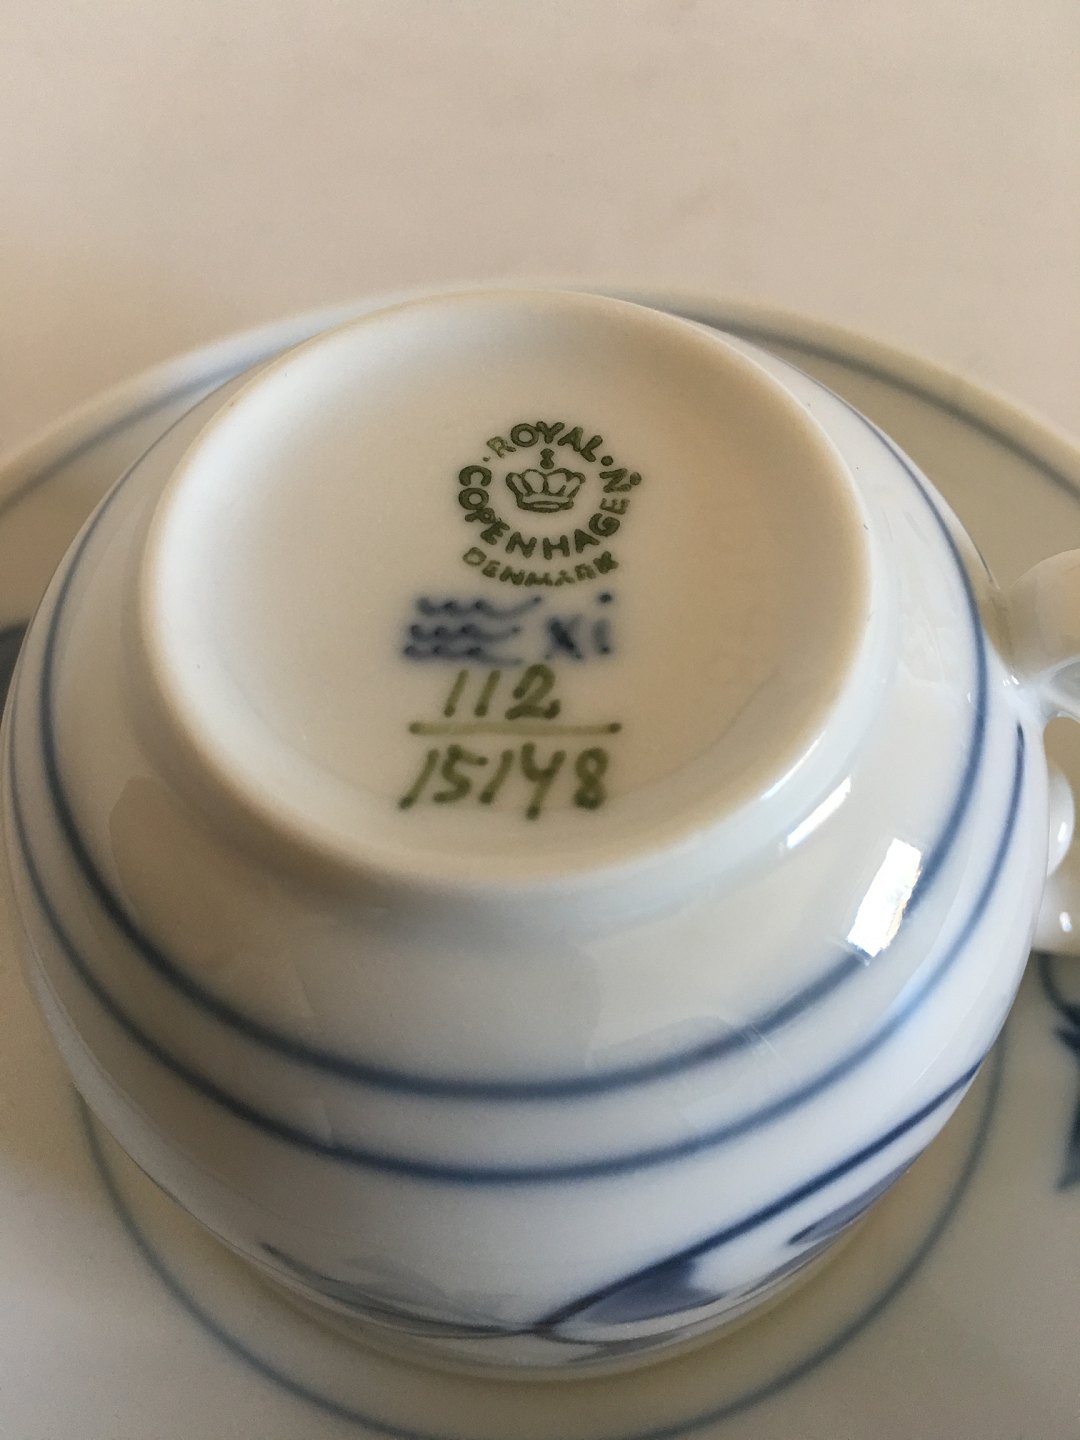 ROYAL
COPENHAGEN
DENMARK
xi
112
15148